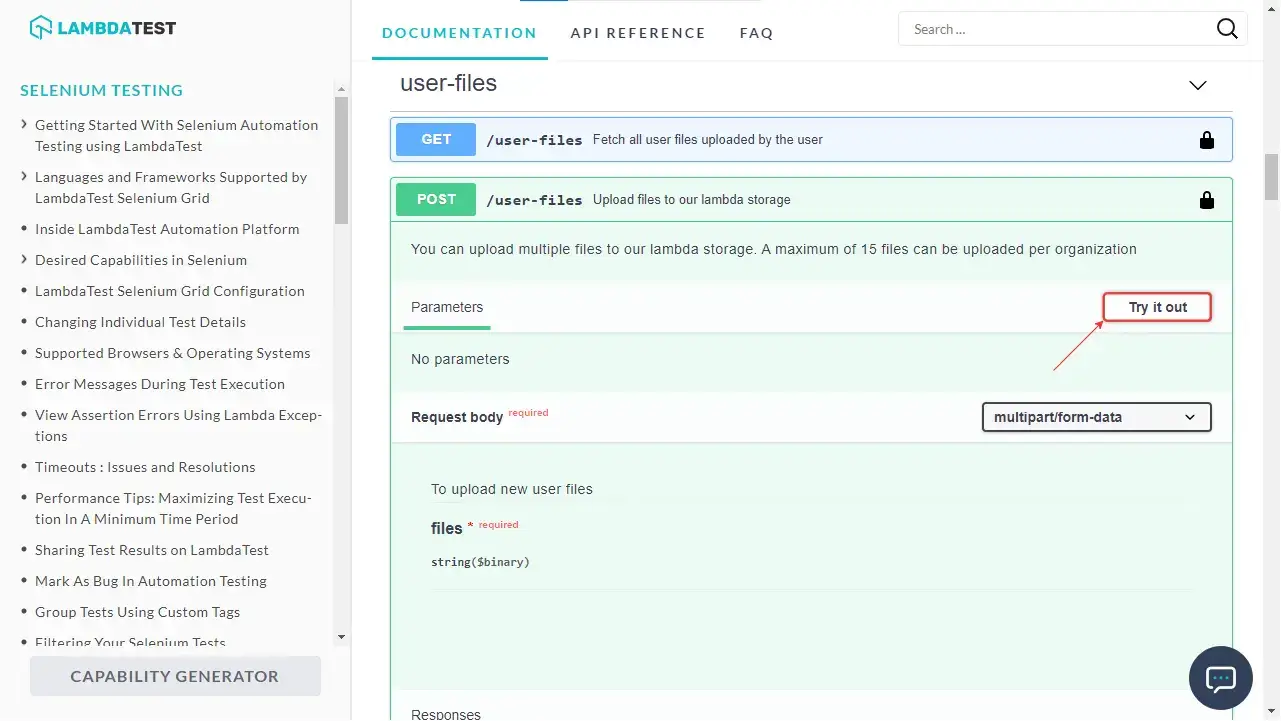 LAMBDATEST
DOCUMENTATION
API REFERENCE
FAQ
Search ...
SELENIUM TESTING
Getting Started With Selenium Automation
Testing using LambdaTest
Languages and Frameworks Supported by
LambdaTest Selenium Grid
Inside LambdaTest Automation Platform
Desired Capabilities in Selenium
LambdaTest Selenium Grid Configuration
Changing Individual Test Details
Supported Browsers & Operating Systems
Error Messages During Test Execution
View Assertion Errors Using Lambda Excep-
tions
Timeouts : Issues and Resolutions
Performance Tips: Maximizing Test Execu-
tion In A Minimum Time Period
Sharing Test Results on LambdaTest
Mark As Bug In Automation Testing
Group Tests Using Custom Tags
Filtering Your Selenium Tests
CAPABILITY GENERATOR
user-files
GET /user-files Fetch all user files uploaded by the user
POST /user-files Upload files to our lambda storage
You can upload multiple files to our lambda storage. A maximum of 15 files can be uploaded per organization
Parameters
Try it out
No parameters
Request body required
multipart/form-data
To upload new user files
files * required
string($binary)
Responses